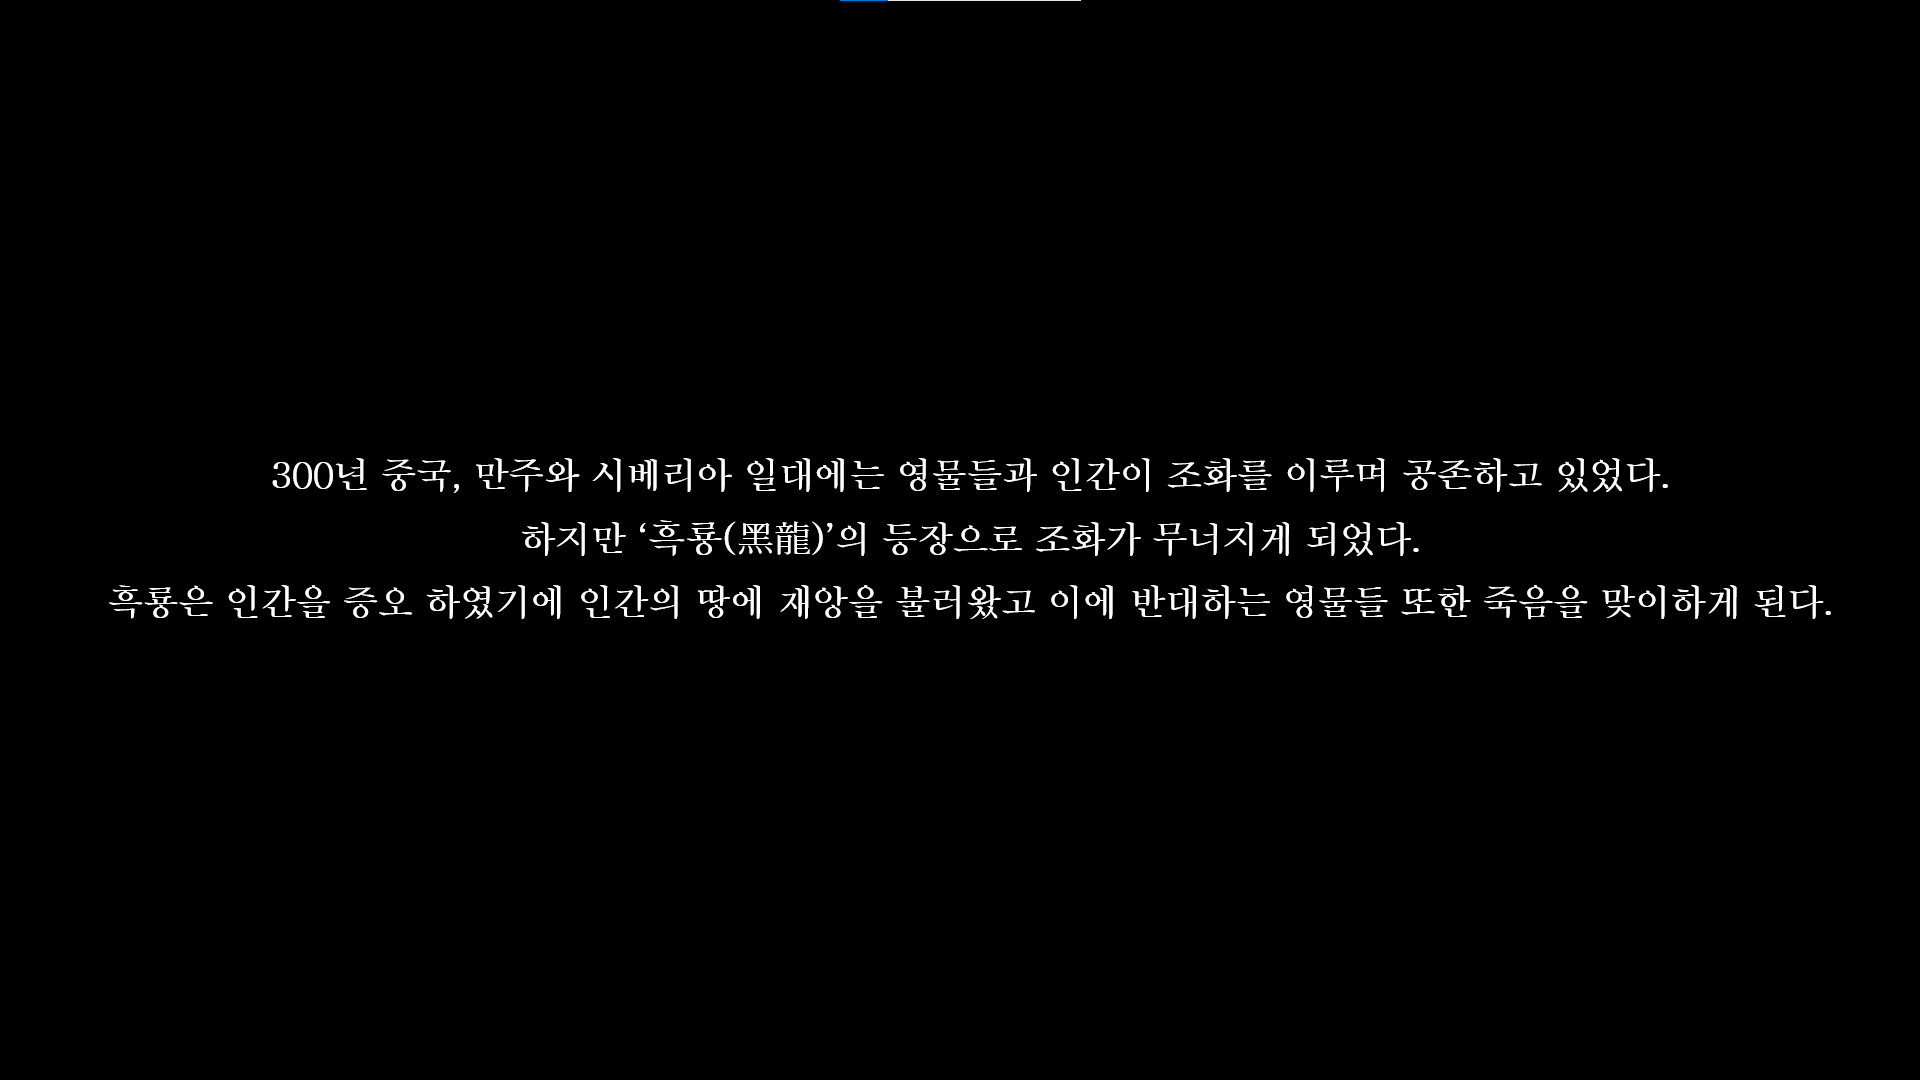 300년 중국, 만주와 시베리아 일대에는 영물들과 인간이 조화를 이루며 공존하고 있었다.
하지만 ‘흑룡(黑龍)’의 등장으로 조화가 무너지게 되었다.
흑룡은 인간을 증오 하였기에 인간의 땅에 재앙을 불러왔고 이에 반대하는 영물들 또한 죽음을 맞이하게 된다.